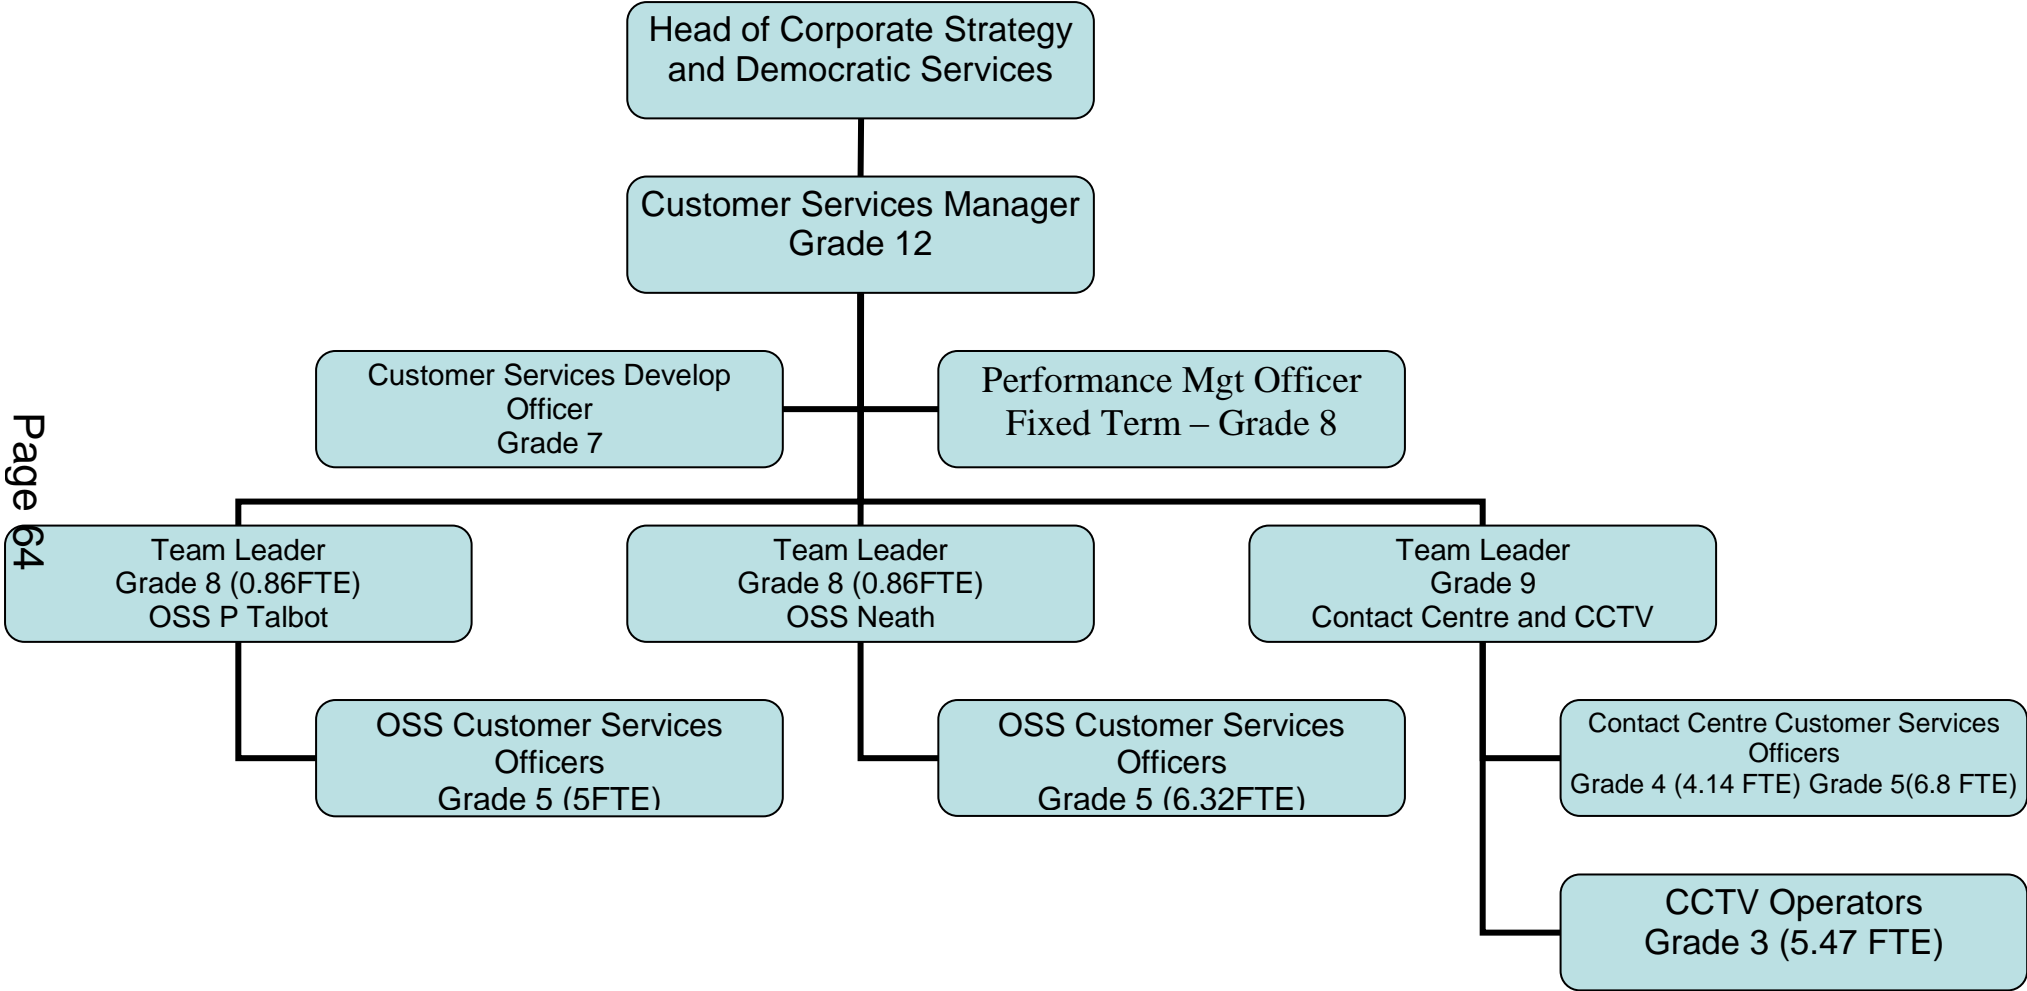 Head of Corporate Strategy
and Democratic Services
Customer Services Manager
Grade 12
Customer Services Develop
Officer
Grade 7
Performance Mgt Officer
Fixed Term – Grade 8
Page 64
Team Leader
Grade 8 (0.86FTE)
OSS P Talbot
Team Leader
Grade 8 (0.86FTE)
OSS Neath
Team Leader
Grade 9
Contact Centre and CCTV
OSS Customer Services
Officers
Grade 5 (5FTE)
OSS Customer Services
Officers
Grade 5 (6.32FTE)
Contact Centre Customer Services
Officers
Grade 4 (4.14 FTE) Grade 5(6.8 FTE)
CCTV Operators
Grade 3 (5.47 FTE)